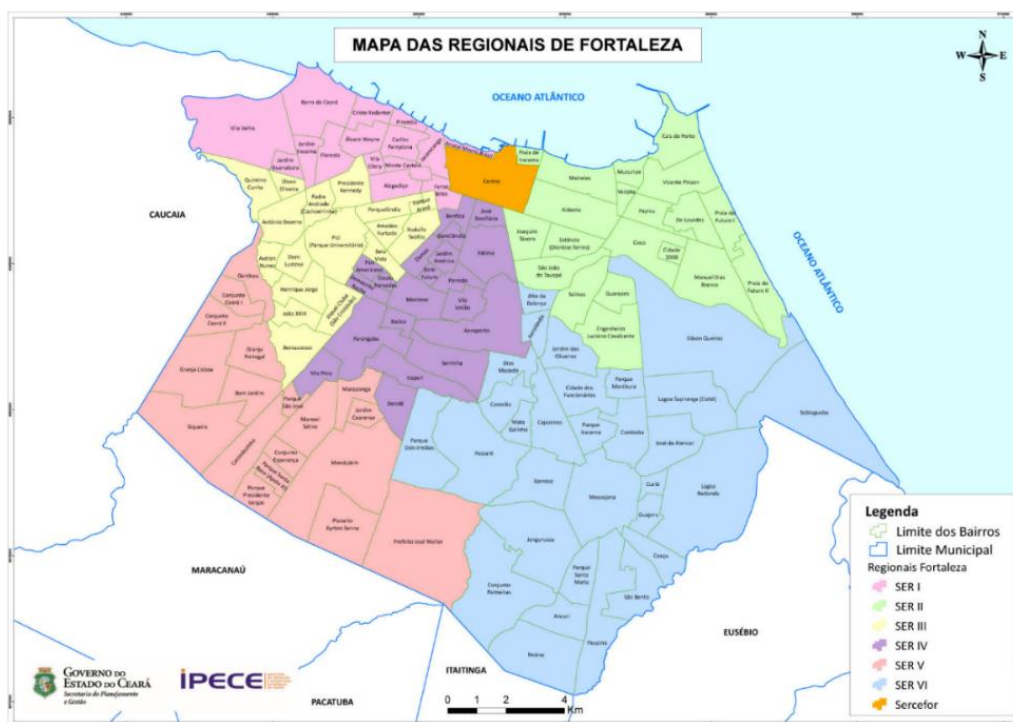 MAPA DAS REGIONAIS DE FORTALEZA
N
W E
S
OCEANO ATLÂNTICO
OCEANO ATLÂNTICO
CAUCAIA
MARACANAÚ
PACATUBA
ITAITINGA
EUSÉBIO
Barra do Ceará
Vila Velha
Cristo Redentor
Pirambu
Álvaro Weyne
Carlito
Pamplona
Jardim
Iracema
Floresta
Jardim
Guanabara
Vila
Ellery
Monte Castelo
Alagadiço
Farias
Brito
Centro
Praia de
Iracema
Meireles
Aldeota
Mucuripe
Varjota
Papicu
Cais do Porto
Vicente Pinzon
De Lourdes
Praia do
Futuro I
Praia do
Futuro II
Cidade
2000
Cocó
Manuel Dias
Branco
Joaquim
Távora
São João
do Tauape
Salinas
Guararapes
Engenheiro
Luciano Cavalcante
Quintino
Cunha
Olavo
Oliveira
Padre
Andrade
(Cachoeirinha)
Presidente
Kennedy
Antônio Bezerra
Parquelândia
Parque
Araxá
Amadeu
Furtado
Rodolfo
Teófilo
Pici
(Parque Universitário)
Bela
Vista
Autran
Nunes
Dom
Lustosa
Henrique Jorge
João XXIII
Bonsucesso
Benfica
José
Bonifácio
Fátima
Jardim
América
Bom
Futuro
Parreão
Vila
União
Montese
Aeroporto
Parangaba
Itaoca
Serrinha
Itaperi
Vila Pery
Dendê
Genibaú
Conjunto
Ceará I
Conjunto
Ceará II
Granja
Portugal
Granja Lisboa
Bom Jardim
Siqueira
Canindezinho
Parque
São José
Manoel
Sátiro
Maraponga
Jardim
Cearense
Conjunto
Esperança
Parque
Presidente
Vargas
Mondubim
Planalto
Ayrton Senna
Prefeito José Walter
Alto da
Balança
Aerolândia
Jardim das
Oliveiras
Dias
Macedo
Cidade dos
Funcionários
Parque
Manibura
Edson Queiroz
Sabiaguaba
Lagoa Sapiranga (Coité)
Castelão
Mata
Galinha
Cajazeiras
Parque
Iracema
Cambeba
José de Alencar
Parque
Dois Irmãos
Passaré
Barroso
Messejana
Curió
Lagoa
Redonda
Guajeru
Jangurussu
Conjunto
Palmeiras
Parque
Santa
Maria
Coaçu
São Bento
Ancuri
Paupina
Pedras
Legenda
Limite dos Bairros
Limite Municipal
Regionais Fortaleza
SER I
SER II
SER III
SER IV
SER V
SER VI
Sercefor
GOVERNO DO
ESTADO DO CEARÁ
Secretaria do Planejamento
e Gestão
IPECE
0 1 2 4
Km